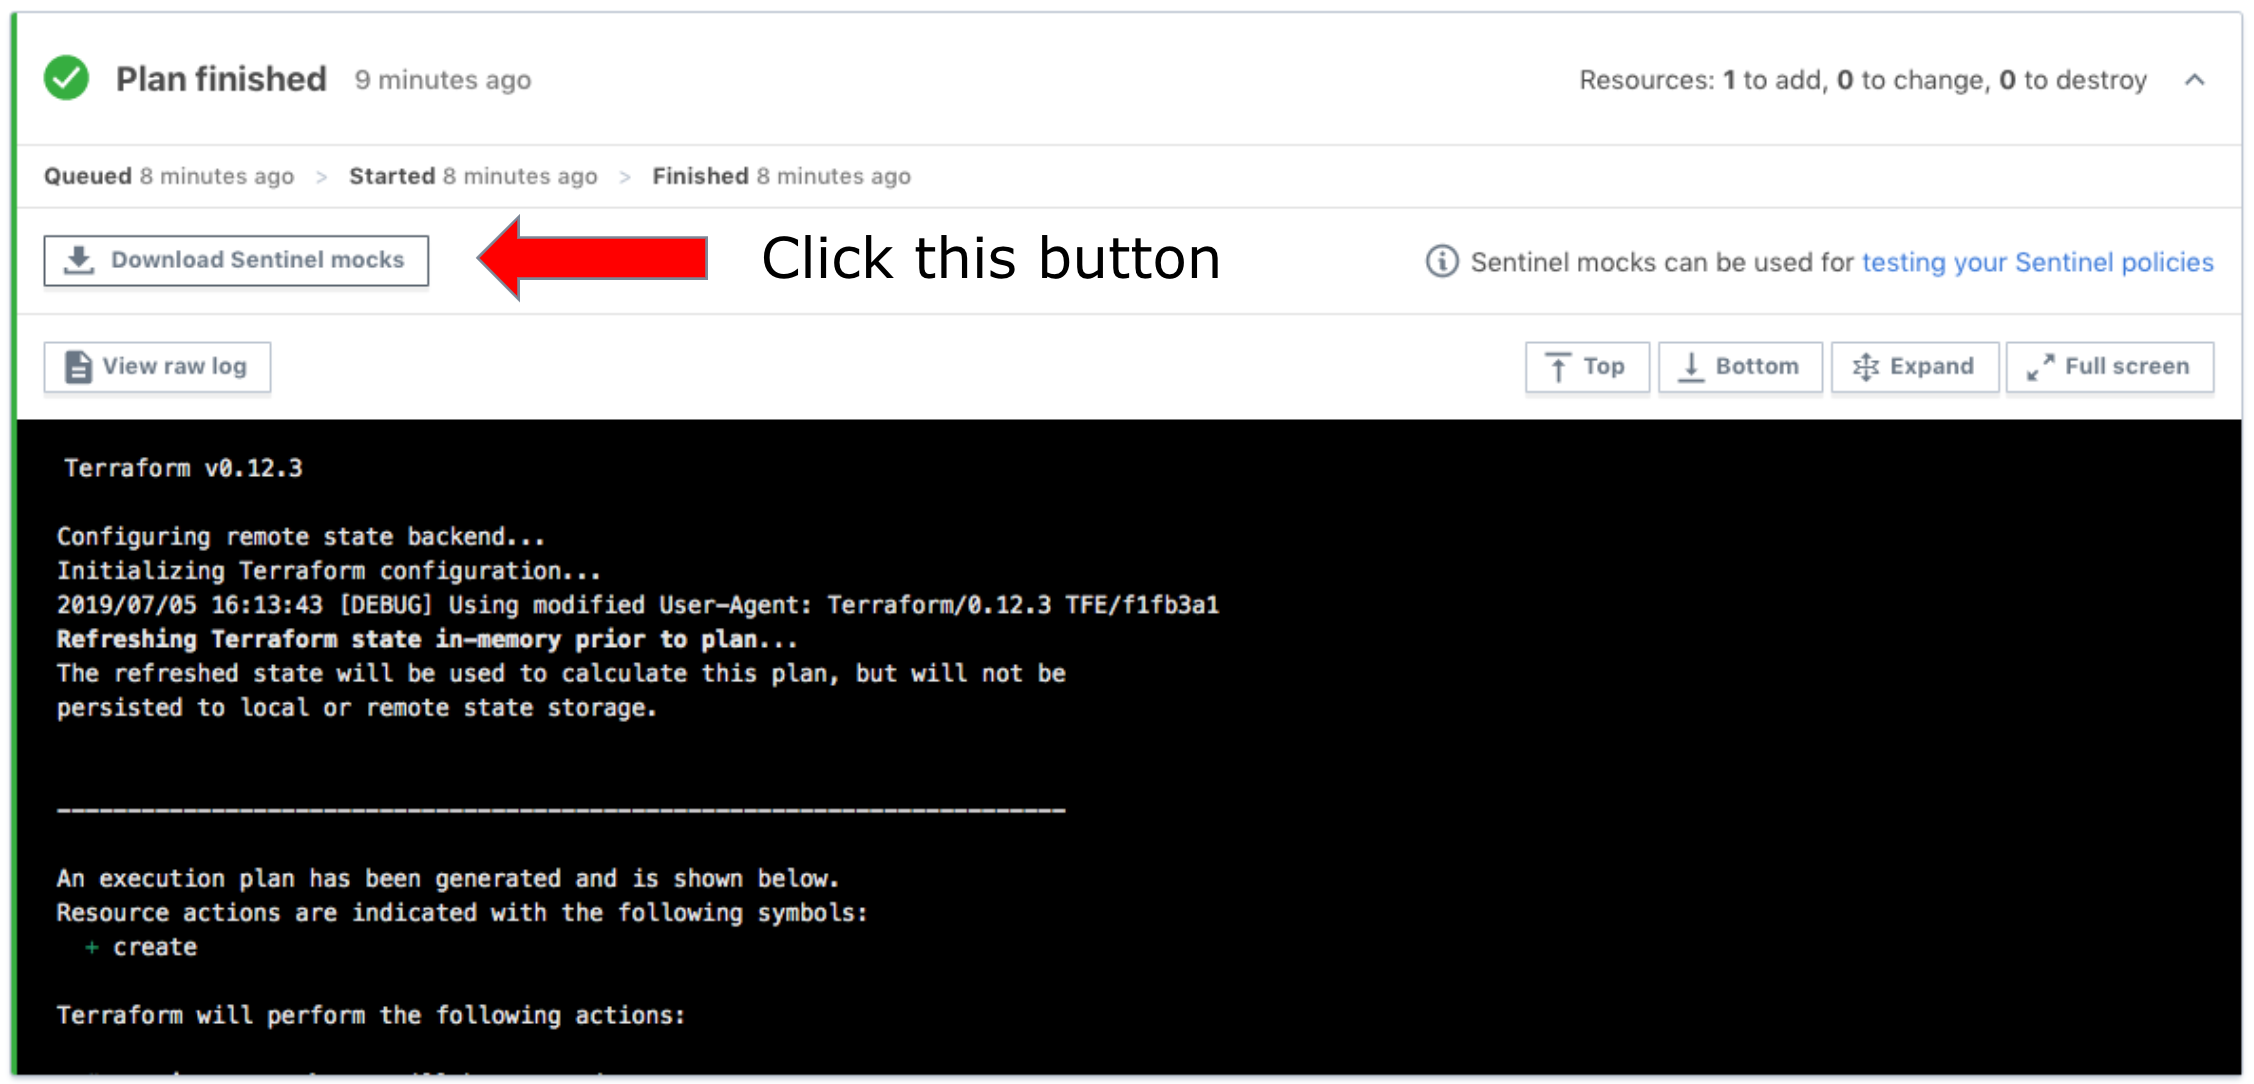 Plan finished 9 minutes ago Resources: 1 to add, 0 to change, 0 to destroy
Queued 8 minutes ago > Started 8 minutes ago > Finished 8 minutes ago
Download Sentinel mocks Click this button Sentinel mocks can be used for testing your Sentinel policies
View raw log Top Bottom Expand Full screen
Terraform v0.12.3
Configuring remote state backend...
Initializing Terraform configuration...
2019/07/05 16:13:43 [DEBUG] Using modified User-Agent: Terraform/0.12.3 TFE/f1fb3a1
Refreshing Terraform state in-memory prior to plan...
The refreshed state will be used to calculate this plan, but will not be
persisted to local or remote state storage.
------------------------------------------------------------------------
An execution plan has been generated and is shown below.
Resource actions are indicated with the following symbols:
+ create
Terraform will perform the following actions: